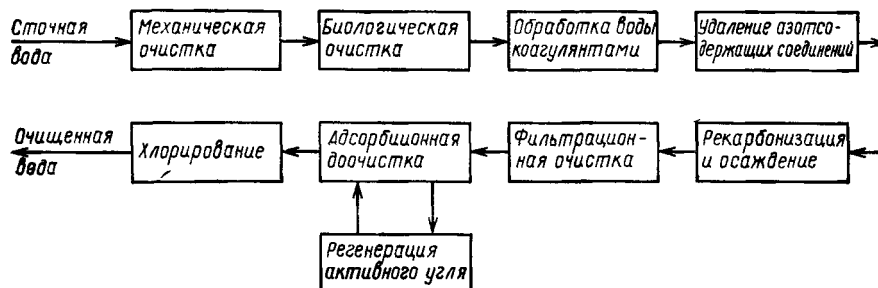 Сточная
вода
Механическая
очистка
Биологическая
очистка
Обработка воды
коагулянтами
Удаление азотсо-
держащих соединений
Очищенная
вода
Хлорирование
Адсорбционная
доочистка
Фильтрацион-
ная очистка
Рекарбонизация
и осаждение
Регенерация
активного угля